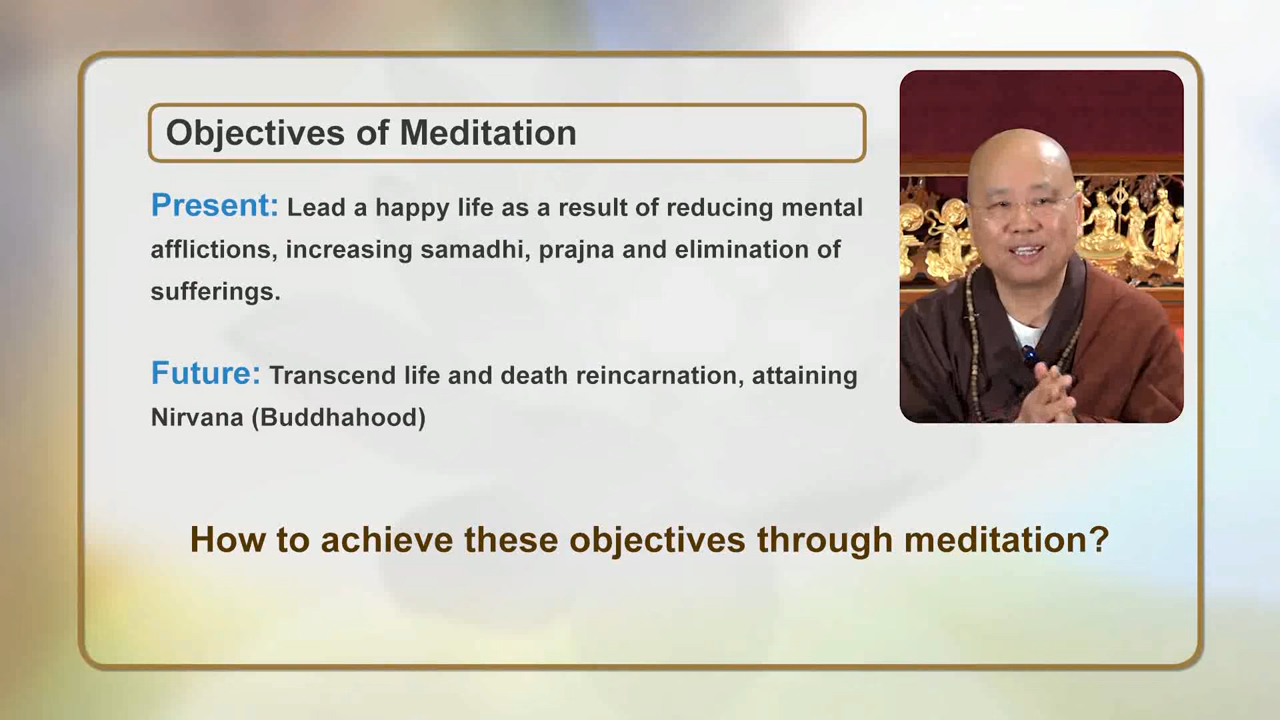 Objectives of Meditation
Present: Lead a happy life as a result of reducing mental
afflictions, increasing samadhi, prajna and elimination of
sufferings.
Future: Transcend life and death reincarnation, attaining
Nirvana (Buddhahood)
How to achieve these objectives through meditation?